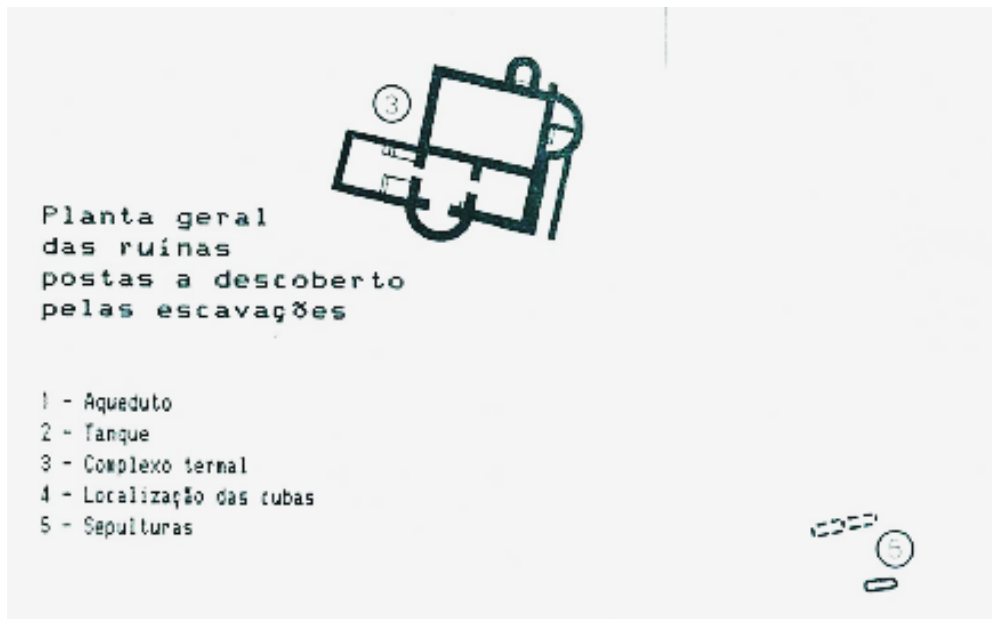 3
Planta geral
das ruínas
postas a descoberto
pelas escavações
1 - Aqueduto
2 - Tanque
3 - Complexo termal
4 - Localização das cubas
5 - Sepulturas
5